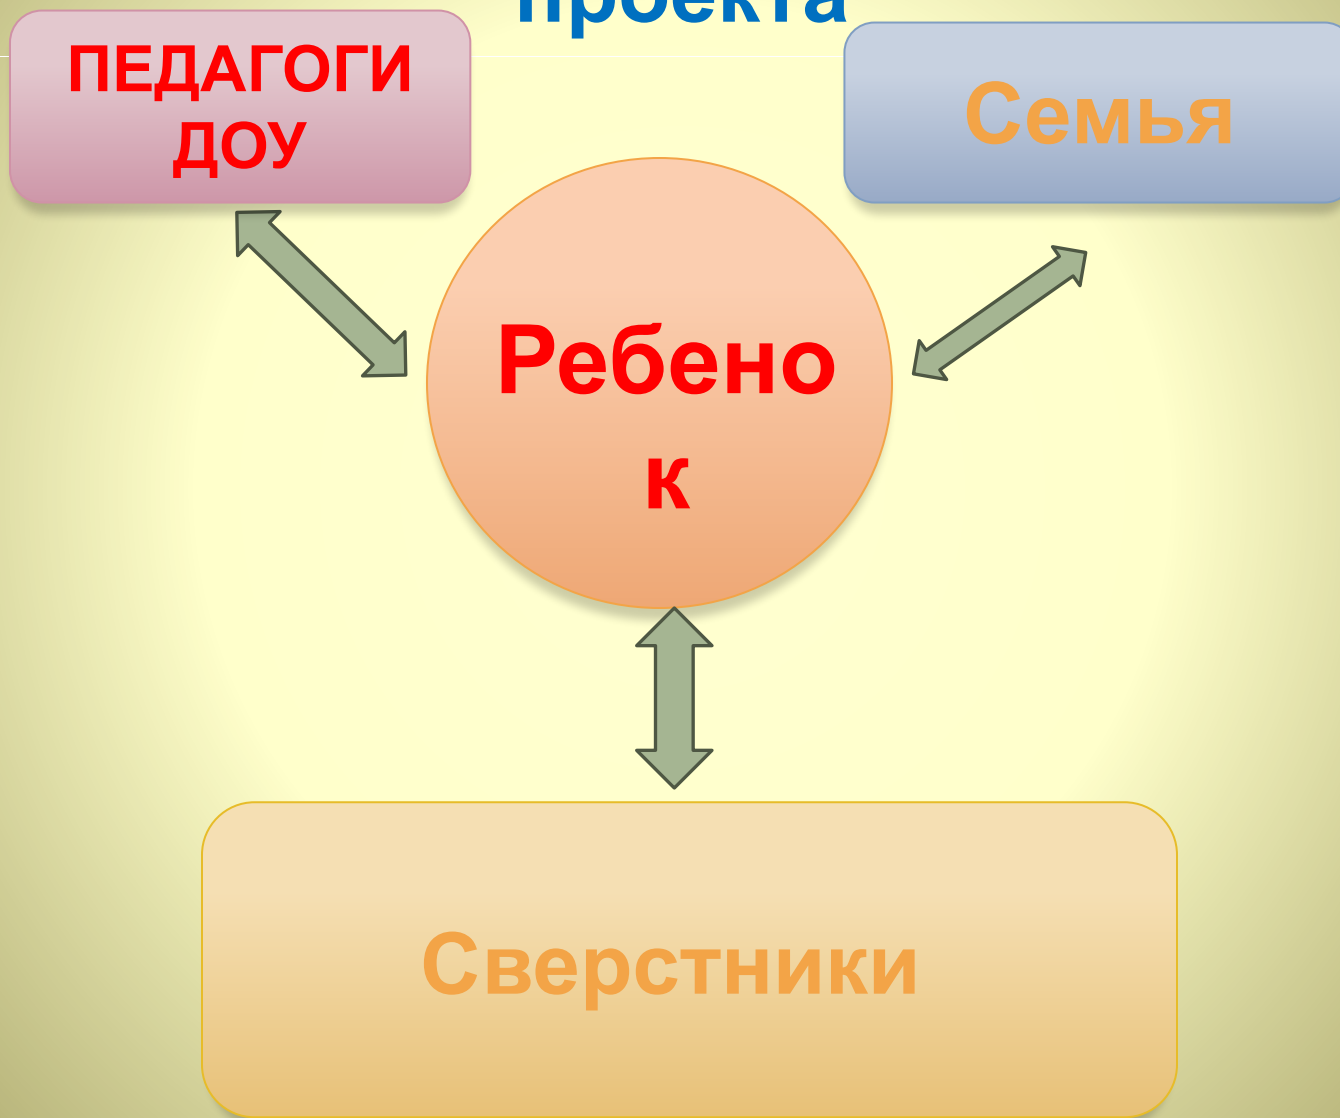 проекта
ПЕДАГОГИ
ДОУ
Семья
Ребено
к
Сверстники